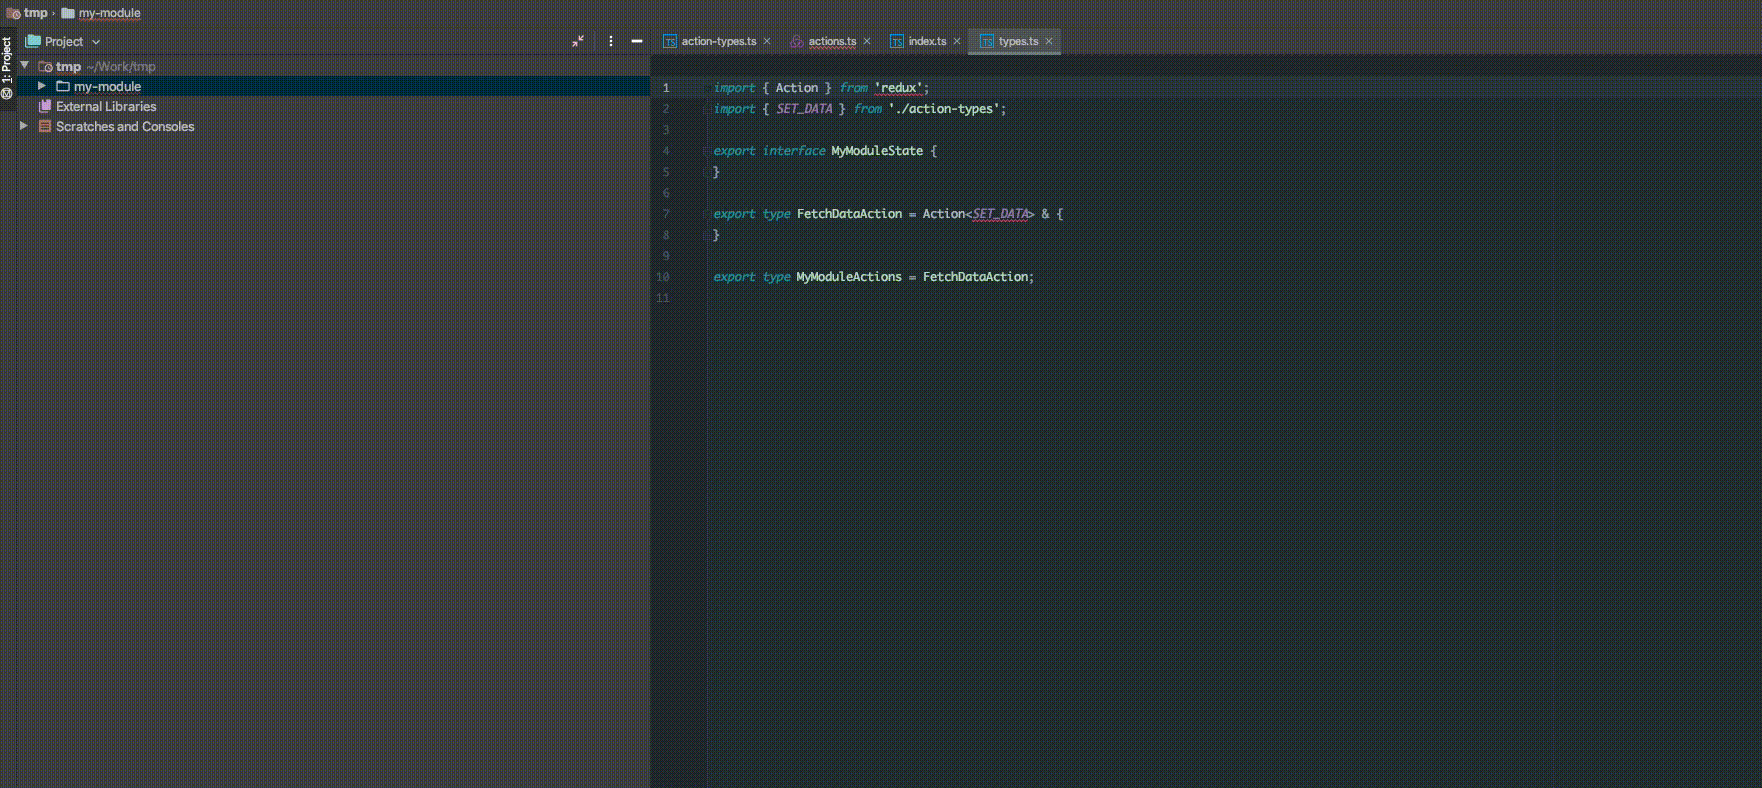 tmp › my-module
1: Project
Project
action-types.ts
actions.ts
index.ts
types.ts
tmp ~/Work/tmp
my-module
External Libraries
Scratches and Consoles
1 import { Action } from 'redux';
2 import { SET_DATA } from './action-types';
3
4 export interface MyModuleState {
5 }
6
7 export type FetchDataAction = Action<SET_DATA> & {
8 }
9
10 export type MyModuleActions = FetchDataAction;
11